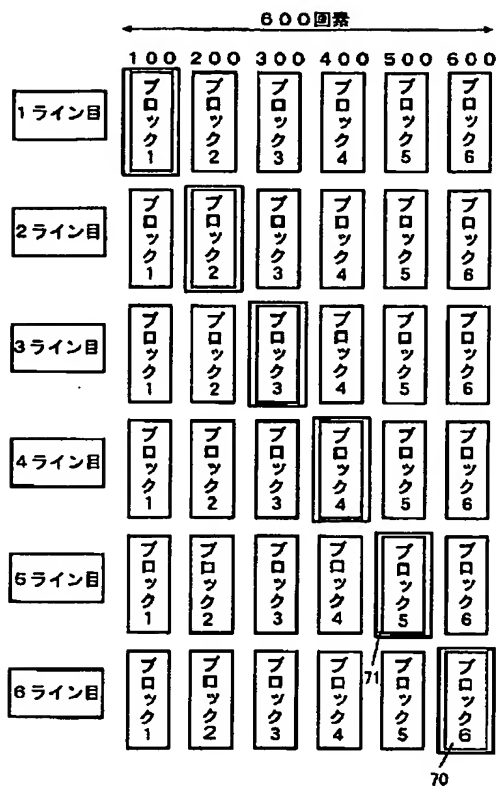 600画素
100 200 300 400 500 600
1ライン目 ブロック1 ブロック2 ブロック3 ブロック4 ブロック5 ブロック6
2ライン目 ブロック1 ブロック2 ブロック3 ブロック4 ブロック5 ブロック6
3ライン目 ブロック1 ブロック2 ブロック3 ブロック4 ブロック5 ブロック6
4ライン目 ブロック1 ブロック2 ブロック3 ブロック4 ブロック5 ブロック6
5ライン目 ブロック1 ブロック2 ブロック3 ブロック4 ブロック5 ブロック6
71
6ライン目 ブロック1 ブロック2 ブロック3 ブロック4 ブロック5 ブロック6
70